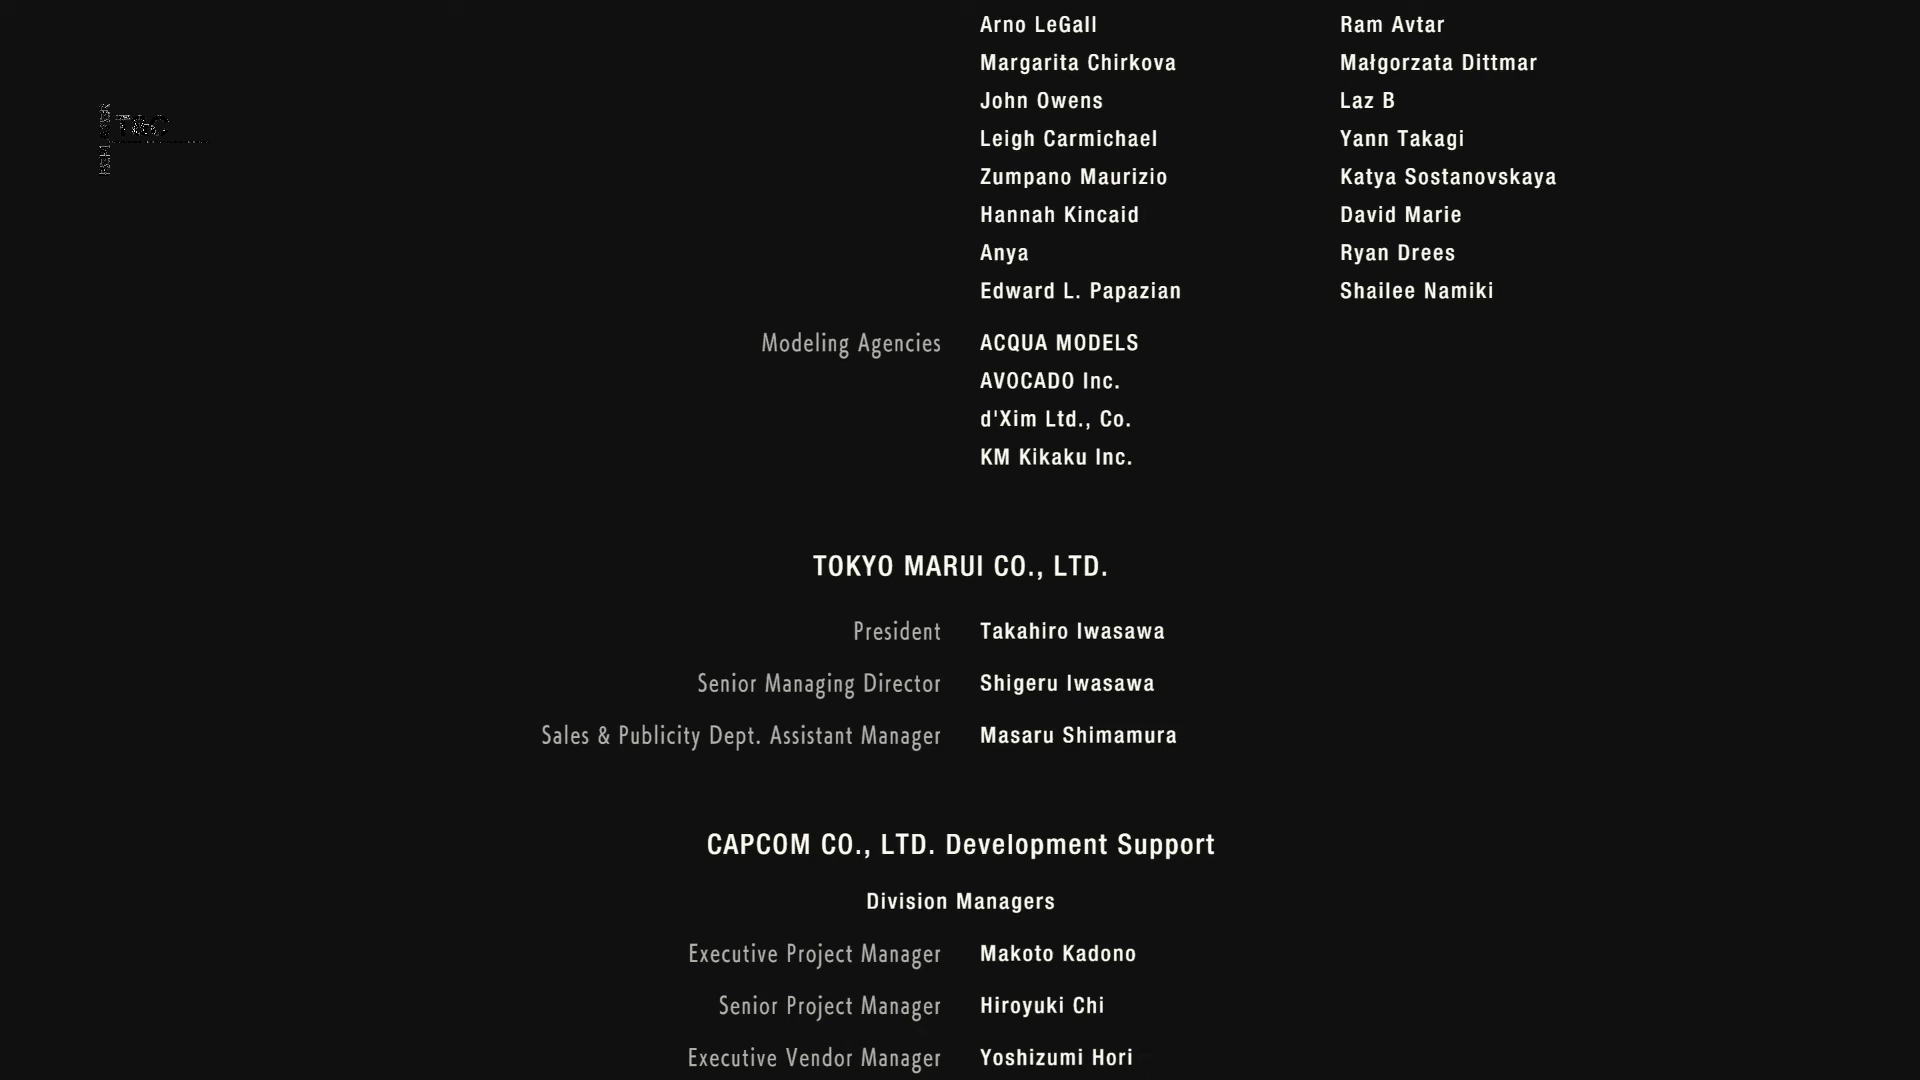 Arno LeGall Ram Avtar
Margarita Chirkova Małgorzata Dittmar
John Owens Laz B
Leigh Carmichael Yann Takagi
Zumpano Maurizio Katya Sostanovskaya
Hannah Kincaid David Marie
Anya Ryan Drees
Edward L. Papazian Shailee Namiki
Modeling Agencies ACQUA MODELS
AVOCADO Inc.
d'Xim Ltd., Co.
KM Kikaku Inc.
TOKYO MARUI CO., LTD.
President Takahiro Iwasawa
Senior Managing Director Shigeru Iwasawa
Sales & Publicity Dept. Assistant Manager Masaru Shimamura
CAPCOM CO., LTD. Development Support
Division Managers
Executive Project Manager Makoto Kadono
Senior Project Manager Hiroyuki Chi
Executive Vendor Manager Yoshizumi Hori